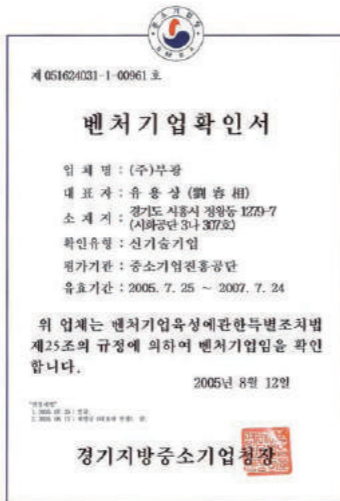 제 051624031-1-00961 호
벤처기업확인서
업 체 명 : (주)부광
대 표 자 : 유 용 상 (劉 容 相)
소 재 지 : 경기도 시흥시 정왕동 1279-7
(시화공단 3나 307호)
확인유형 : 신기술기업
평가기관 : 중소기업진흥공단
유효기간 : 2005. 7. 25 ~ 2007. 7. 24
위 업체는 벤처기업육성에관한특별조치법
제25조의 규정에 의하여 벤처기업임을 확인
합니다.
2005년 8월 12일
경기지방중소기업청장